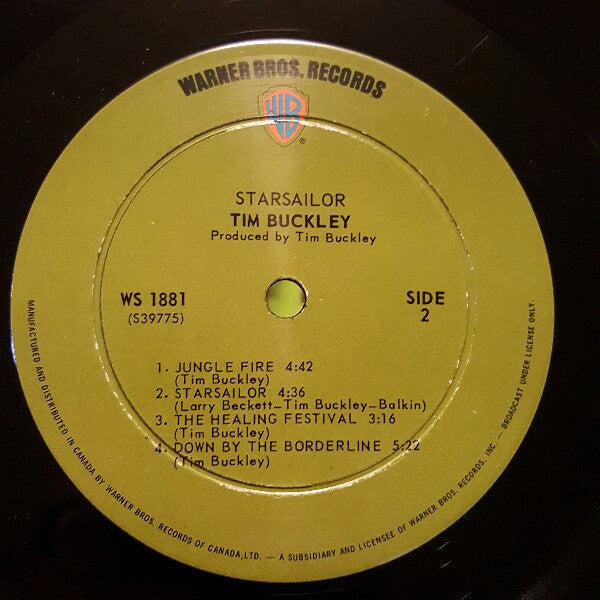 WARNER BROS. RECORDS
WB
®
STARSAILOR
TIM BUCKLEY
Produced by Tim Buckley
WS 1881
(S39775)
SIDE
2
1. JUNGLE FIRE 4:42
(Tim Buckley)
2. STARSAILOR 4:36
(Larry Beckett—Tim Buckley—Balkin)
3. THE HEALING FESTIVAL 3:16
(Tim Buckley)
4. DOWN BY THE BORDERLINE 5:22
(Tim Buckley)
MANUFACTURED AND DISTRIBUTED IN CANADA BY WARNER BROS. RECORDS OF CANADA, LTD. — A SUBSIDIARY AND LICENSEE OF WARNER BROS. RECORDS, INC — BROADCAST UNDER LICENSE ONLY.